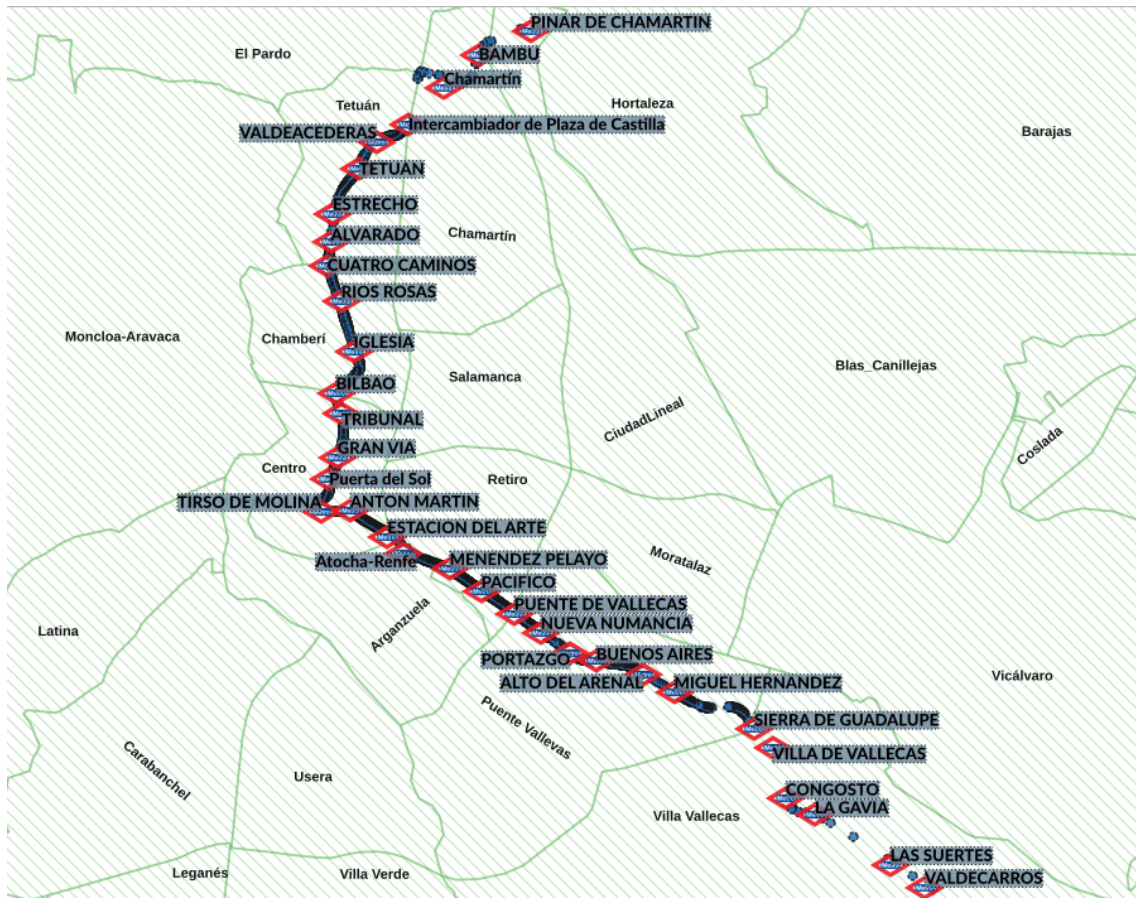 PINAR DE CHAMARTIN
El Pardo
BAMBU
Chamartín
Tetuán
Hortaleza
Intercambiador de Plaza de Castilla
VALDEACEDERAS
Barajas
TETUAN
ESTRECHO
ALVARADO
Chamartín
CUATRO CAMINOS
RIOS ROSAS
Moncloa-Aravaca
Chamberí
IGLESIA
Blas_Canillejas
Salamanca
BILBAO
CiudadLineal
TRIBUNAL
Coslada
GRAN VIA
Centro
Puerta del Sol
Retiro
TIRSO DE MOLINA
ANTON MARTIN
ESTACION DEL ARTE
Atocha-Renfe
MENENDEZ PELAYO
Moratalaz
PACIFICO
PUENTE DE VALLECAS
Arganzuela
NUEVA NUMANCIA
Latina
PORTAZGO
BUENOS AIRES
Vicálvaro
ALTO DEL ARENAL
MIGUEL HERNANDEZ
SIERRA DE GUADALUPE
Puente Vallevas
VILLA DE VALLECAS
Carabanchel
Usera
CONGOSTO
LA GAVIA
Villa Vallecas
LAS SUERTES
Leganés
Villa Verde
VALDECARROS